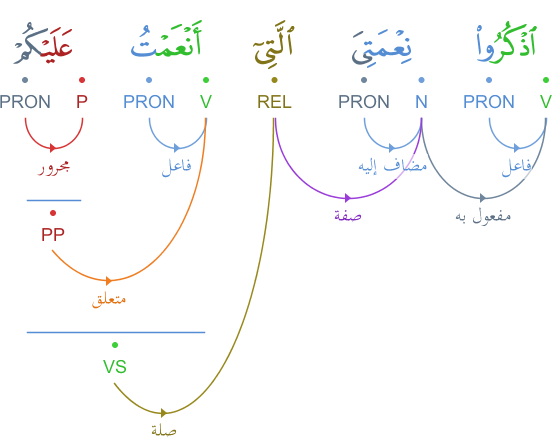 ٱذْكُرُوا۟ نِعْمَتِىَ ٱلَّتِىٓ أَنْعَمْتُ عَلَيْكُمْ
V PRON N PRON REL V PRON P PRON
فاعل مضاف إليه فاعل مجرور
مفعول به صفة
PP
متعلق
VS
صلة